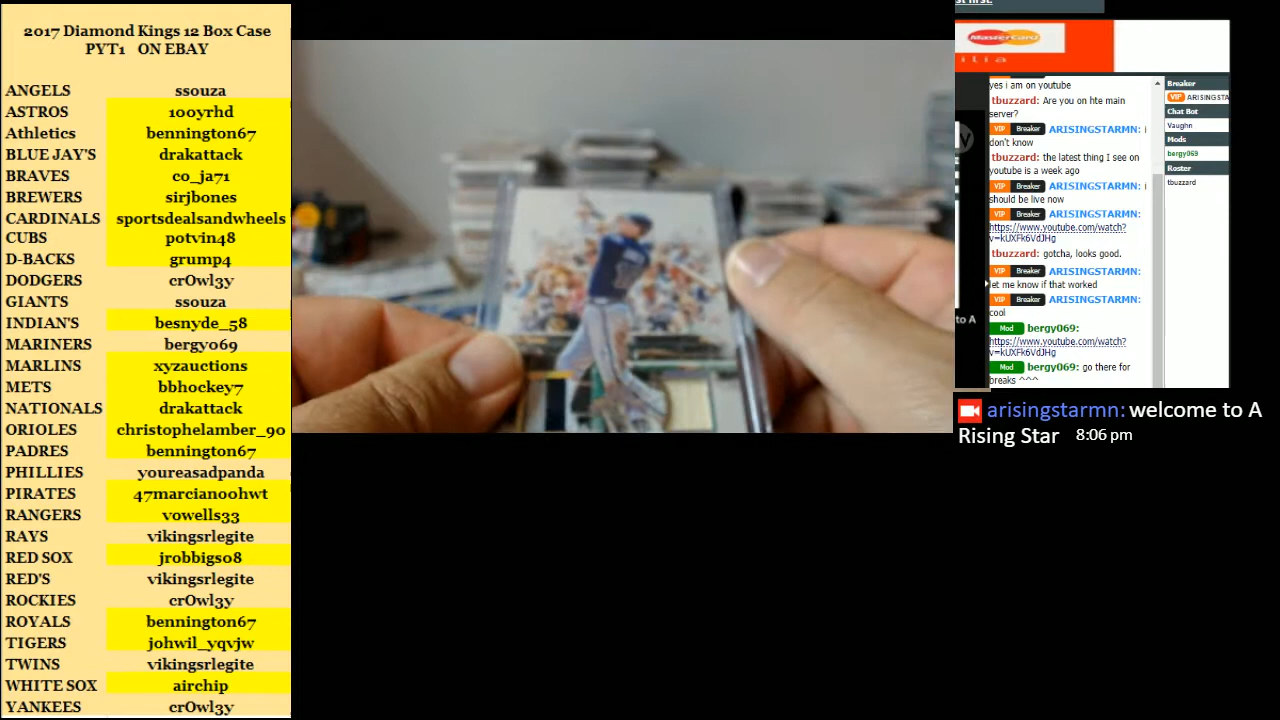 2017 Diamond Kings 12 Box Case
PYT1 ON EBAY
ANGELS ssouza
ASTROS 100yrhd
Athletics bennington67
BLUE JAY'S drakattack
BRAVES co_ja71
BREWERS sirjbones
CARDINALS sportsdealsandwheels
CUBS potvin48
D-BACKS grump4
DODGERS cr0wl3y
GIANTS ssouza
INDIAN'S besnyde_58
MARINERS bergy069
MARLINS xyzauctions
METS bbhockey7
NATIONALS drakattack
ORIOLES christophelamber_90
PADRES bennington67
PHILLIES youreasadpanda
PIRATES 47marcianoohwt
RANGERS vowells33
RAYS vikingsrlegite
RED SOX jrobbigs08
RED'S vikingsrlegite
ROCKIES cr0wl3y
ROYALS bennington67
TIGERS johwil_yqvjw
TWINS vikingsrlegite
WHITE SOX airchip
YANKEES cr0wl3y
MasterCard
yes i am on youtube
tbuzzard: Are you on hte main
server?
VIP Breaker ARISINGSTARMN: i
don't know
tbuzzard: the latest thing I see on
youtube is a week ago
VIP Breaker ARISINGSTARMN: i
should be live now
VIP Breaker ARISINGSTARMN:
https://www.youtube.com/watch?
v=kUXFk6VdJHg
tbuzzard: gotcha, looks good.
VIP Breaker ARISINGSTARMN:
let me know if that worked
VIP Breaker ARISINGSTARMN:
cool
Mod bergy069:
https://www.youtube.com/watch?
v=kUXFk6VdJHg
Mod bergy069: go there for
breaks ^^^
to A
Breaker
VIP ARISINGSTA
Chat Bot
Vaughn
Mods
bergy069
Roster
tbuzzard
arisingstarmn: welcome to A
Rising Star 8:06 pm